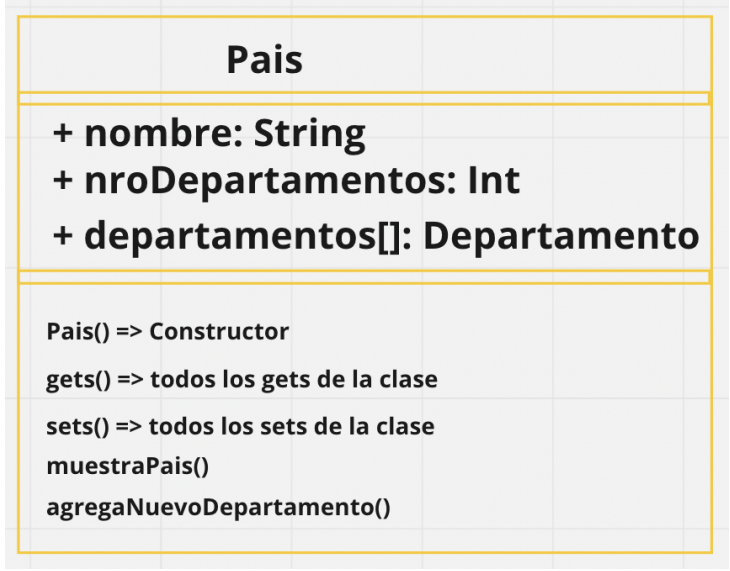 Pais
+ nombre: String
+ nroDepartamentos: Int
+ departamentos[]: Departamento
Pais() => Constructor
gets() => todos los gets de la clase
sets() => todos los sets de la clase
muestraPais()
agregaNuevoDepartamento()